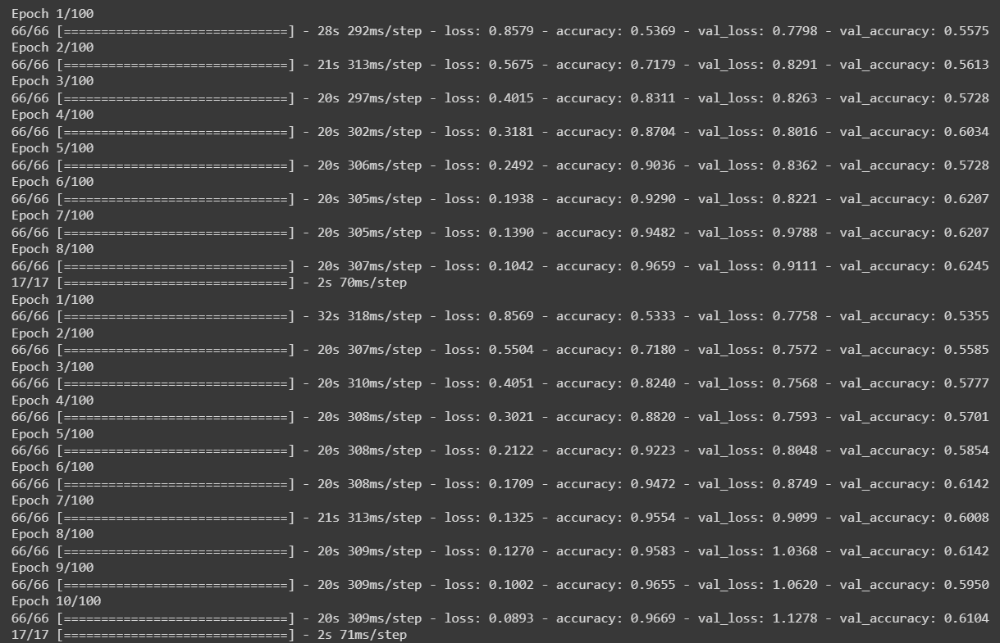 Epoch 1/100
66/66 [==============================] - 28s 292ms/step - loss: 0.8579 - accuracy: 0.5369 - val_loss: 0.7798 - val_accuracy: 0.5575
Epoch 2/100
66/66 [==============================] - 21s 313ms/step - loss: 0.5675 - accuracy: 0.7179 - val_loss: 0.8291 - val_accuracy: 0.5613
Epoch 3/100
66/66 [==============================] - 20s 297ms/step - loss: 0.4015 - accuracy: 0.8311 - val_loss: 0.8263 - val_accuracy: 0.5728
Epoch 4/100
66/66 [==============================] - 20s 302ms/step - loss: 0.3181 - accuracy: 0.8704 - val_loss: 0.8016 - val_accuracy: 0.6034
Epoch 5/100
66/66 [==============================] - 20s 306ms/step - loss: 0.2492 - accuracy: 0.9036 - val_loss: 0.8362 - val_accuracy: 0.5728
Epoch 6/100
66/66 [==============================] - 20s 305ms/step - loss: 0.1938 - accuracy: 0.9290 - val_loss: 0.8221 - val_accuracy: 0.6207
Epoch 7/100
66/66 [==============================] - 20s 305ms/step - loss: 0.1390 - accuracy: 0.9482 - val_loss: 0.9788 - val_accuracy: 0.6207
Epoch 8/100
66/66 [==============================] - 20s 307ms/step - loss: 0.1042 - accuracy: 0.9659 - val_loss: 0.9111 - val_accuracy: 0.6245
17/17 [==============================] - 2s 70ms/step
Epoch 1/100
66/66 [==============================] - 32s 318ms/step - loss: 0.8569 - accuracy: 0.5333 - val_loss: 0.7758 - val_accuracy: 0.5355
Epoch 2/100
66/66 [==============================] - 20s 307ms/step - loss: 0.5504 - accuracy: 0.7180 - val_loss: 0.7572 - val_accuracy: 0.5585
Epoch 3/100
66/66 [==============================] - 20s 310ms/step - loss: 0.4051 - accuracy: 0.8240 - val_loss: 0.7568 - val_accuracy: 0.5777
Epoch 4/100
66/66 [==============================] - 20s 308ms/step - loss: 0.3021 - accuracy: 0.8820 - val_loss: 0.7593 - val_accuracy: 0.5701
Epoch 5/100
66/66 [==============================] - 20s 308ms/step - loss: 0.2122 - accuracy: 0.9223 - val_loss: 0.8048 - val_accuracy: 0.5854
Epoch 6/100
66/66 [==============================] - 20s 308ms/step - loss: 0.1709 - accuracy: 0.9472 - val_loss: 0.8749 - val_accuracy: 0.6142
Epoch 7/100
66/66 [==============================] - 21s 313ms/step - loss: 0.1325 - accuracy: 0.9554 - val_loss: 0.9099 - val_accuracy: 0.6008
Epoch 8/100
66/66 [==============================] - 20s 309ms/step - loss: 0.1270 - accuracy: 0.9583 - val_loss: 1.0368 - val_accuracy: 0.6142
Epoch 9/100
66/66 [==============================] - 20s 309ms/step - loss: 0.1002 - accuracy: 0.9655 - val_loss: 1.0620 - val_accuracy: 0.5950
Epoch 10/100
66/66 [==============================] - 20s 309ms/step - loss: 0.0893 - accuracy: 0.9669 - val_loss: 1.1278 - val_accuracy: 0.6104
17/17 [==============================] - 2s 71ms/step